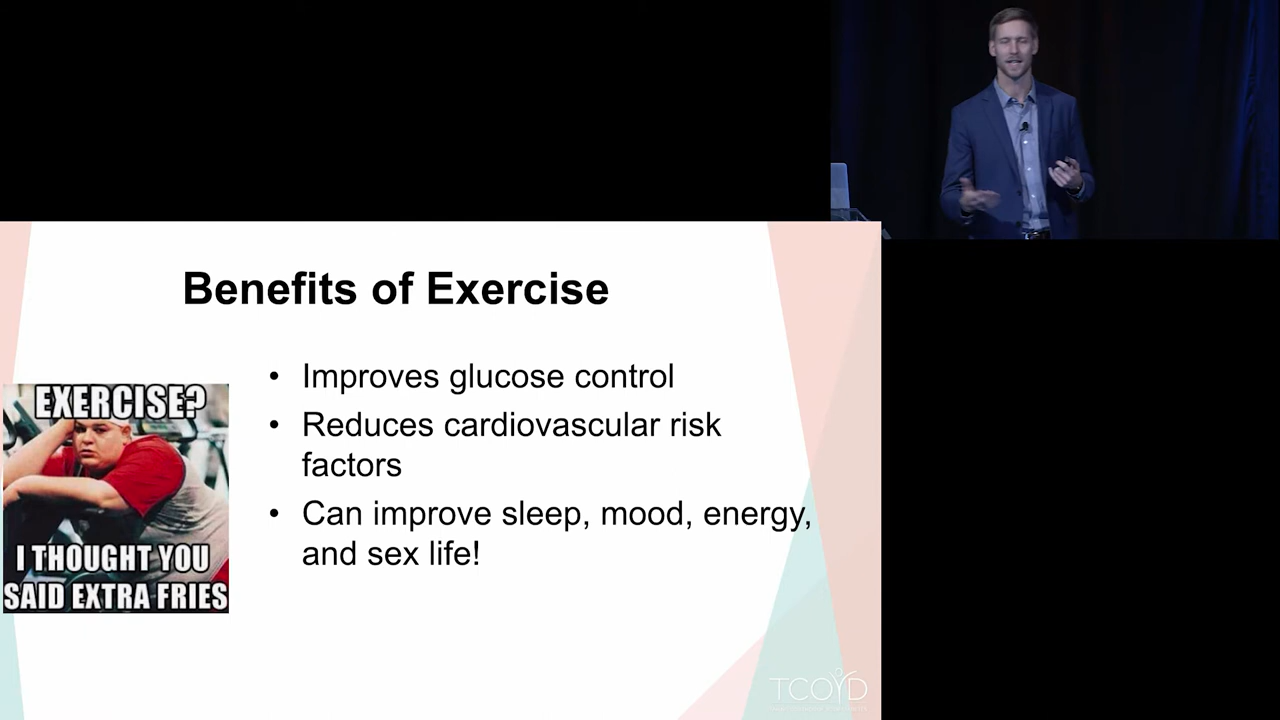 Benefits of Exercise
• Improves glucose control
• Reduces cardiovascular risk
factors
• Can improve sleep, mood, energy,
and sex life!
EXERCISE?
I THOUGHT YOU
SAID EXTRA FRIES
TCOYD